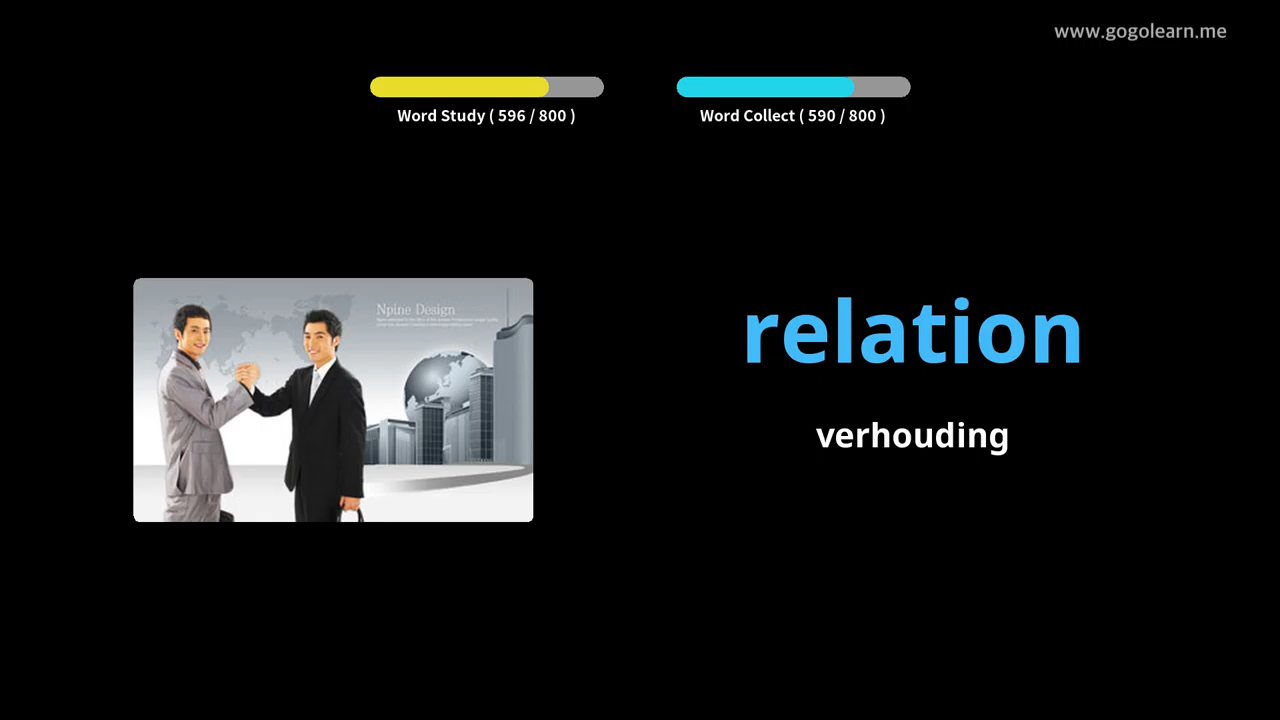 www.gogolearn.me
Word Study ( 596 / 800 )
Word Collect ( 590 / 800 )
Npine Design
relation
verhouding